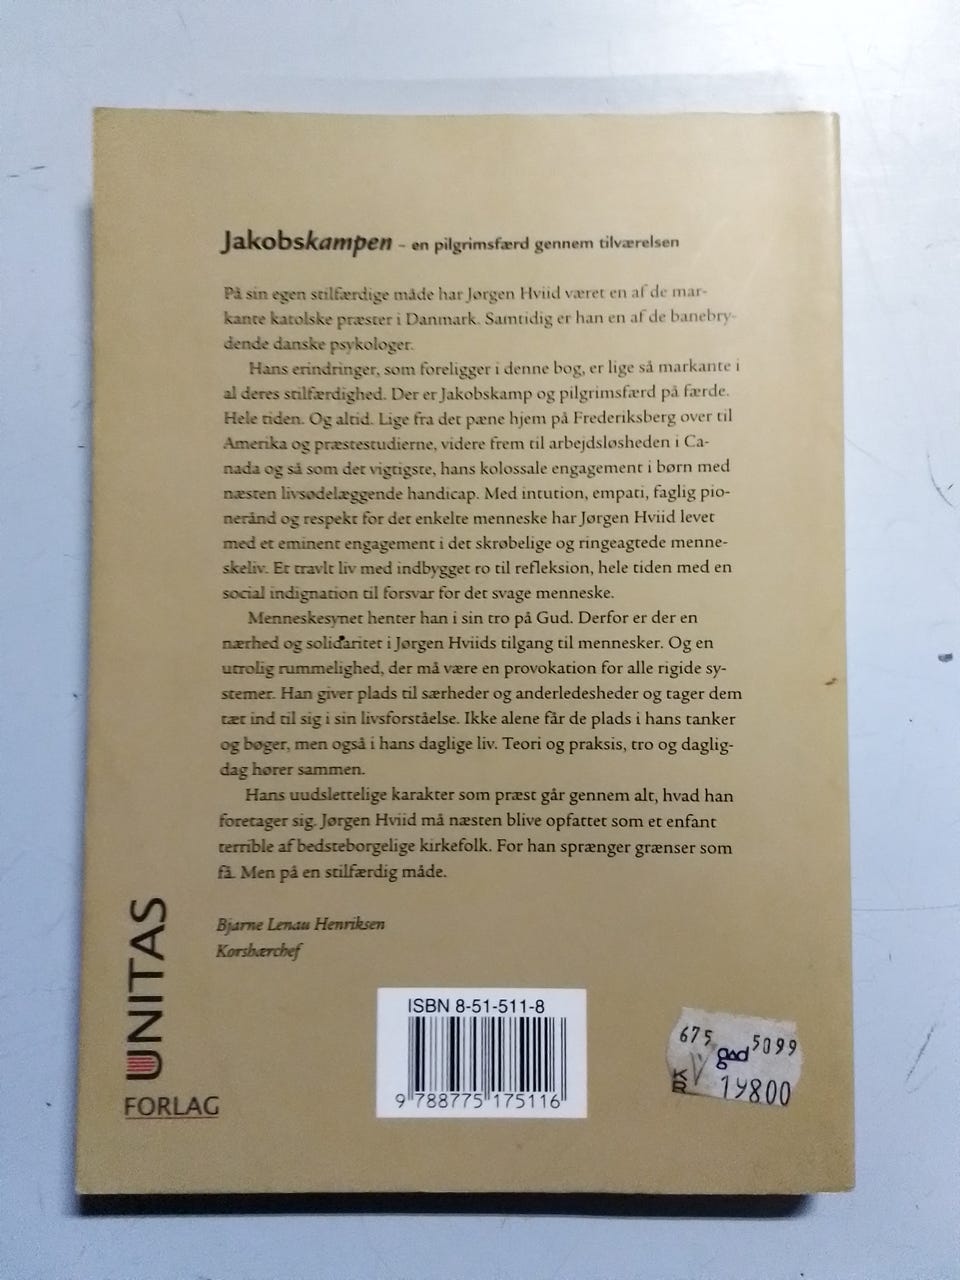 Jakobskampen – en pilgrimsfærd gennem tilværelsen
På sin egen stilfærdige måde har Jørgen Hviid været en af de mar-
kante katolske præster i Danmark. Samtidig er han en af de banebry-
dende danske psykologer.
Hans erindringer, som foreligger i denne bog, er lige så markante i
al deres stilfærdighed. Der er Jakobskamp og pilgrimsfærd på færde.
Hele tiden. Og altid. Lige fra det pæne hjem på Frederiksberg over til
Amerika og præstestudierne, videre frem til arbejdsløsheden i Ca-
nada og så som det vigtigste, hans kolossale engagement i børn med
næsten livsødelæggende handicap. Med intution, empati, faglig pio-
nerånd og respekt for det enkelte menneske har Jørgen Hviid levet
med et eminent engagement i det skrøbelige og ringeagtede menne-
skeliv. Et travlt liv med indbygget ro til refleksion, hele tiden med en
social indignation til forsvar for det svage menneske.
Menneskesynet henter han i sin tro på Gud. Derfor er der en
nærhed og solidaritet i Jørgen Hviids tilgang til mennesker. Og en
utrolig rummelighed, der må være en provokation for alle rigide sy-
stemer. Han giver plads til særheder og anderledesheder og tager dem
tæt ind til sig i sin livsforståelse. Ikke alene får de plads i hans tanker
og bøger, men også i hans daglige liv. Teori og praksis, tro og daglig-
dag hører sammen.
Hans uudslettelige karakter som præst går gennem alt, hvad han
foretager sig. Jørgen Hviid må næsten blive opfattet som et enfant
terrible af bedsteborgelige kirkefolk. For han sprænger grænser som
få. Men på en stilfærdig måde.
Bjarne Lenau Henriksen
Korshærchef
UNITAS
FORLAG
ISBN 8-51-511-8
9 788775 175116
675 gad 5099
KR V 19800